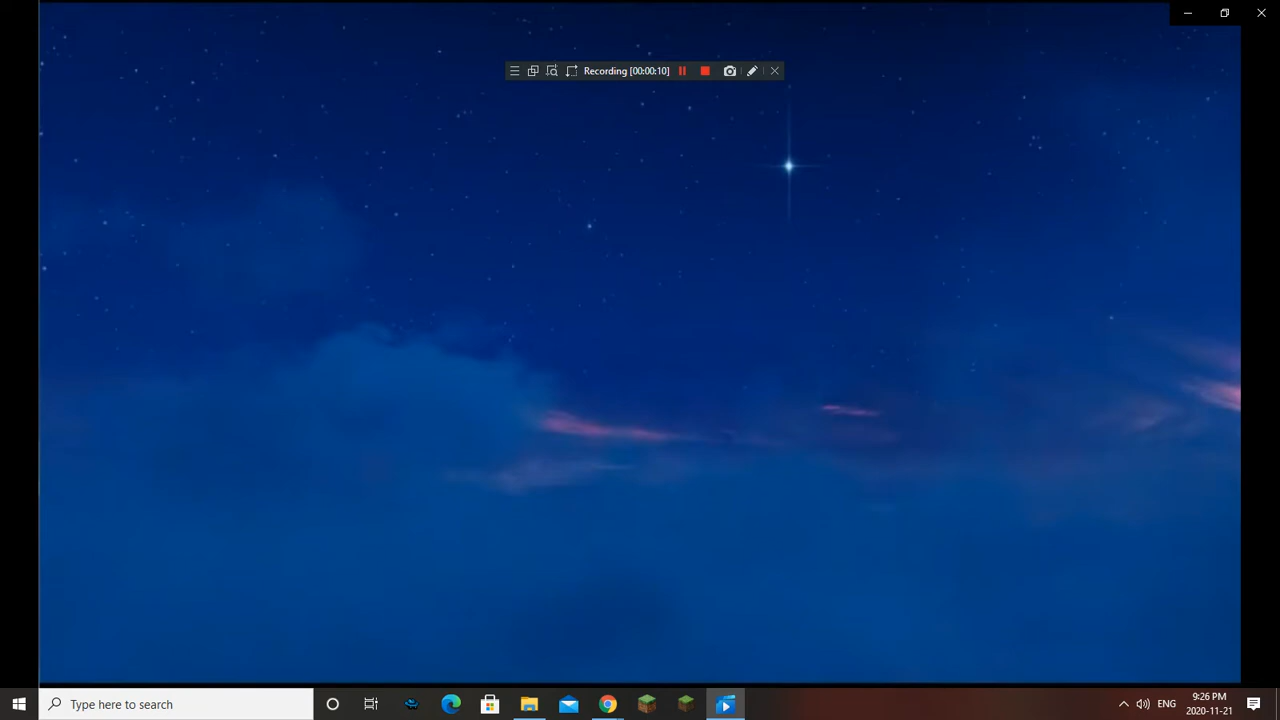 Recording [00:00:10]
Type here to search
ENG
9:26 PM
2020-11-21